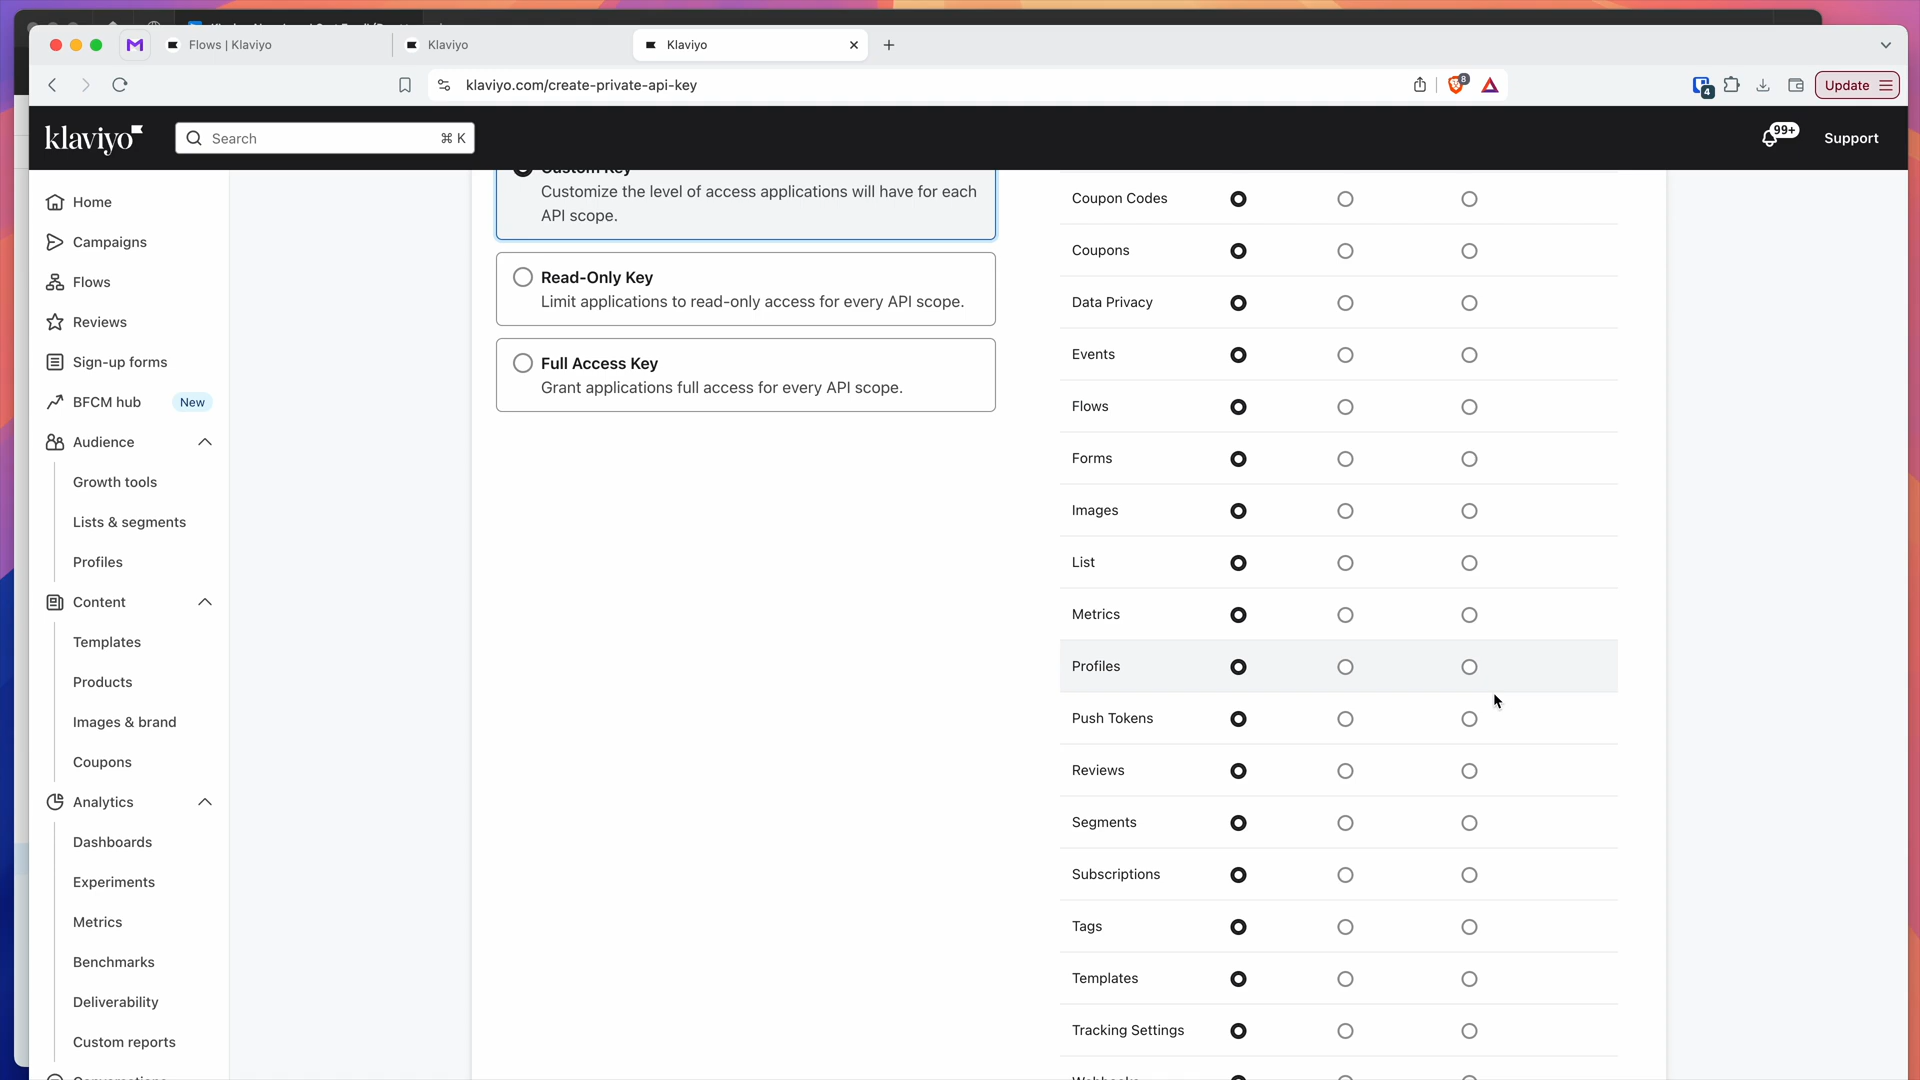 Flows | Klaviyo
Klaviyo
Klaviyo
klaviyo.com/create-private-api-key
8
4
Update
klaviyo
Search
⌘ K
99+
Support
Home
Campaigns
Flows
Reviews
Sign-up forms
BFCM hub
New
Audience
Growth tools
Lists & segments
Profiles
Content
Templates
Products
Images & brand
Coupons
Analytics
Dashboards
Experiments
Metrics
Benchmarks
Deliverability
Custom reports
Custom Key
Customize the level of access applications will have for each
API scope.
Read-Only Key
Limit applications to read-only access for every API scope.
Full Access Key
Grant applications full access for every API scope.
Coupon Codes
Coupons
Data Privacy
Events
Flows
Forms
Images
List
Metrics
Profiles
Push Tokens
Reviews
Segments
Subscriptions
Tags
Templates
Tracking Settings
Webhooks